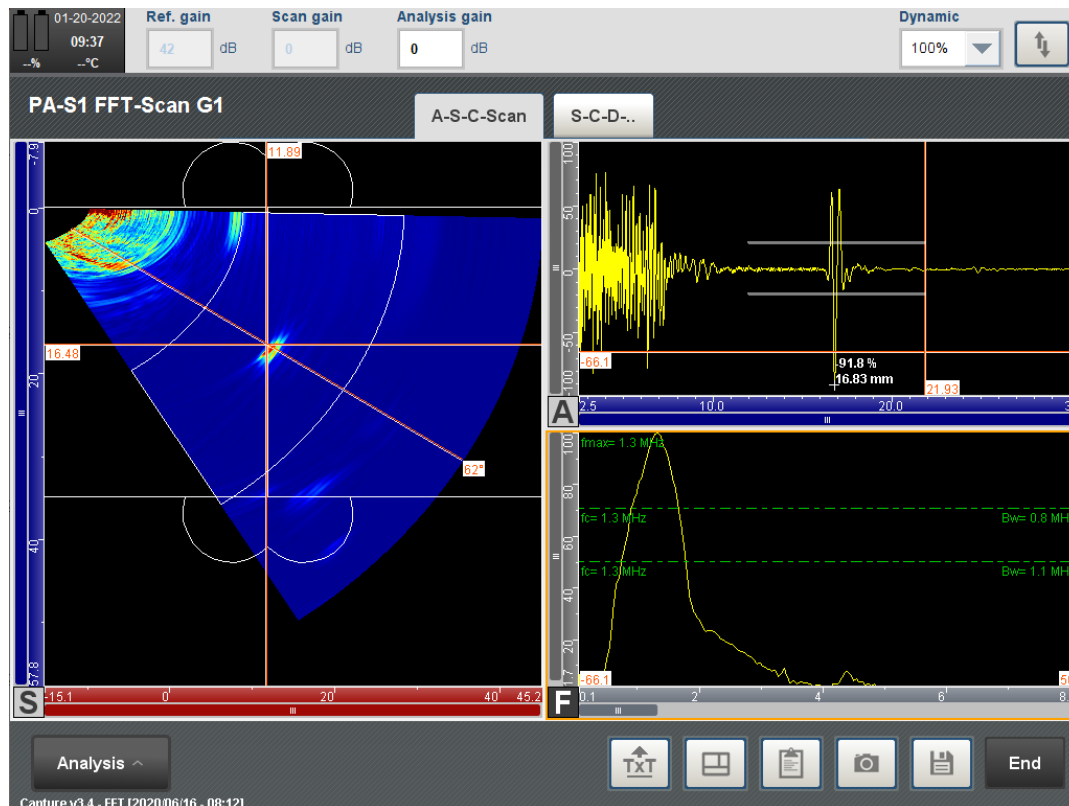 01-20-2022
09:37
--% --°C
Ref. gain
42 dB
Scan gain
0 dB
Analysis gain
0 dB
Dynamic
100%
PA-S1 FFT-Scan G1
A-S-C-Scan
S-C-D-..
-7.9
0
20
40
57.8
11.89
16.48
62°
S
-15.1 0 20 40 45.2
100
50
0
-50
-100
-66.1
-91.8 %
16.83 mm
21.93
A
2.5 10.0 20.0 3
100
80
60
40
20
1.7
fmax= 1.3 MHz
fc= 1.3 MHz Bw= 0.8 MH
fc= 1.3 MHz Bw= 1.1 MH
-66.1 50
F
0.1 2 4 6 8.
Analysis
TXT
End
Capture v3.4 - FFT [2020/06/16 - 08:12]